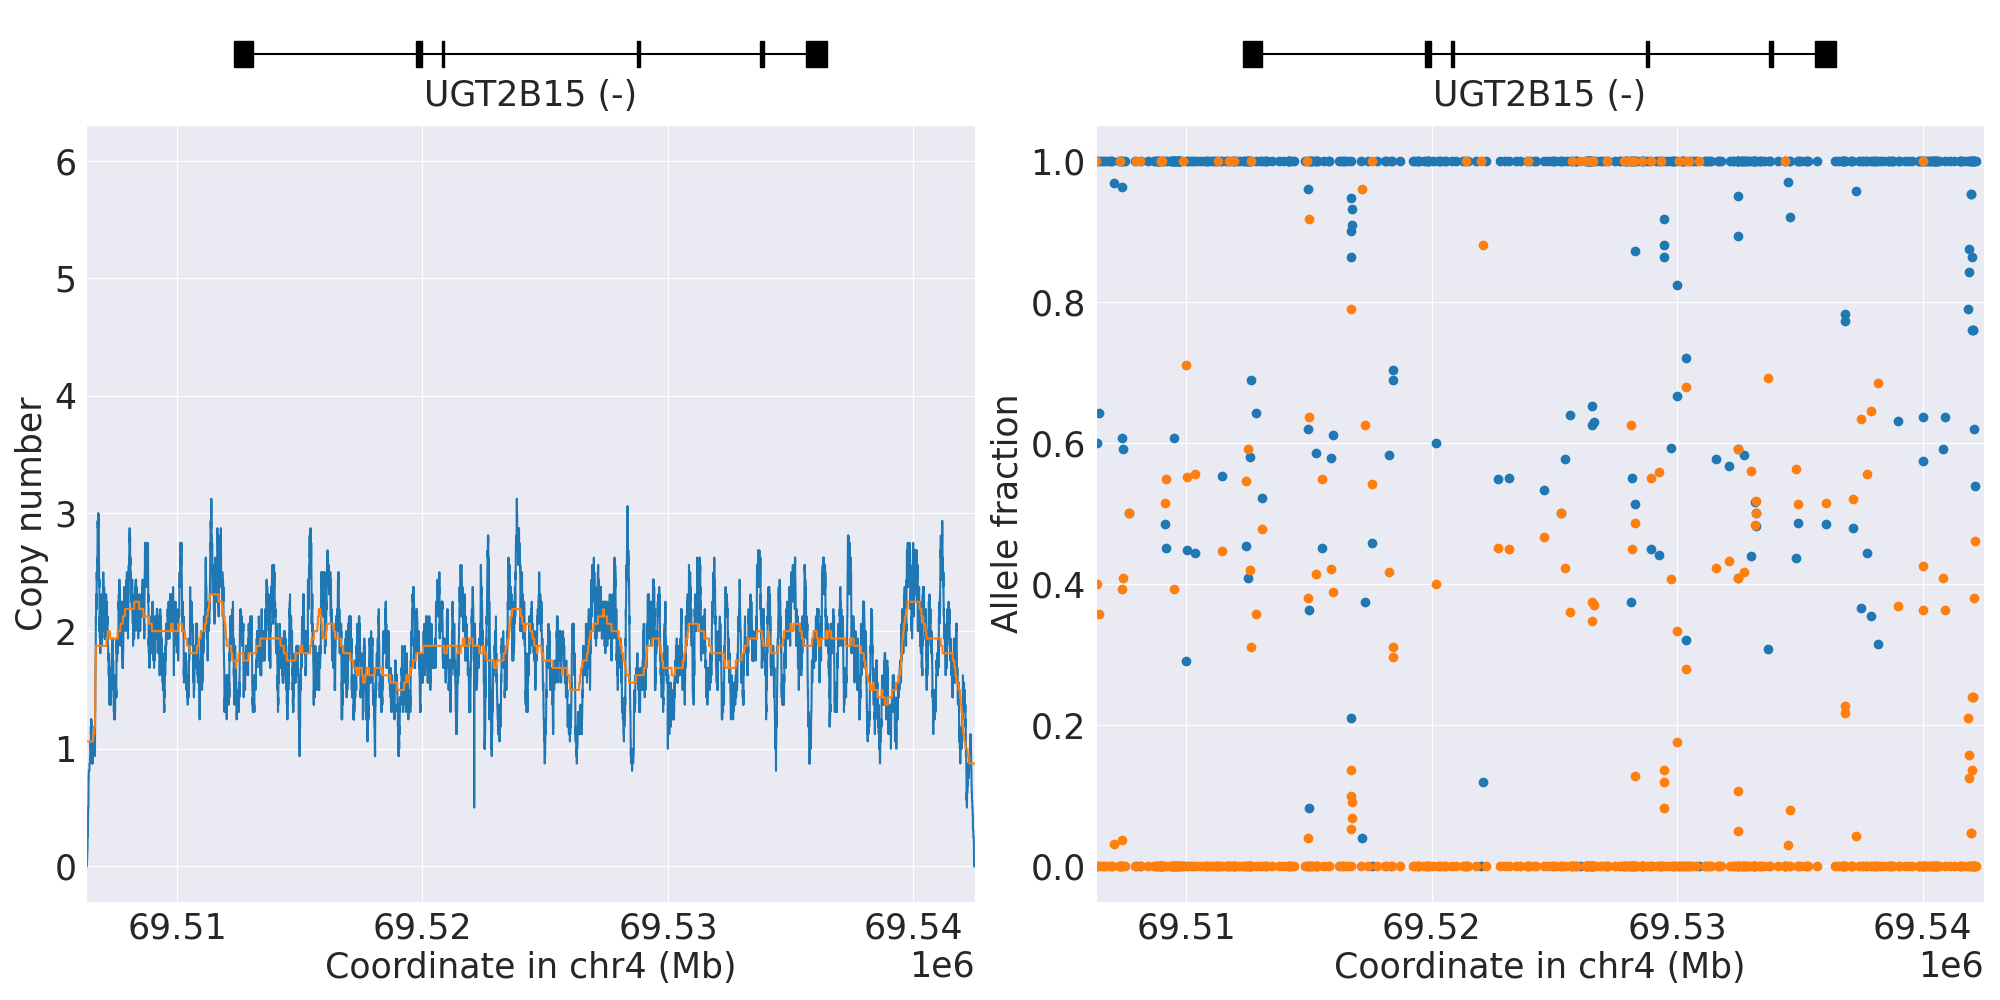 UGT2B15 (-)
Copy number
6
5
4
3
2
1
0
69.51 69.52 69.53 69.54
Coordinate in chr4 (Mb)
1e6
UGT2B15 (-)
Allele fraction
1.0
0.8
0.6
0.4
0.2
0.0
69.51 69.52 69.53 69.54
Coordinate in chr4 (Mb)
1e6